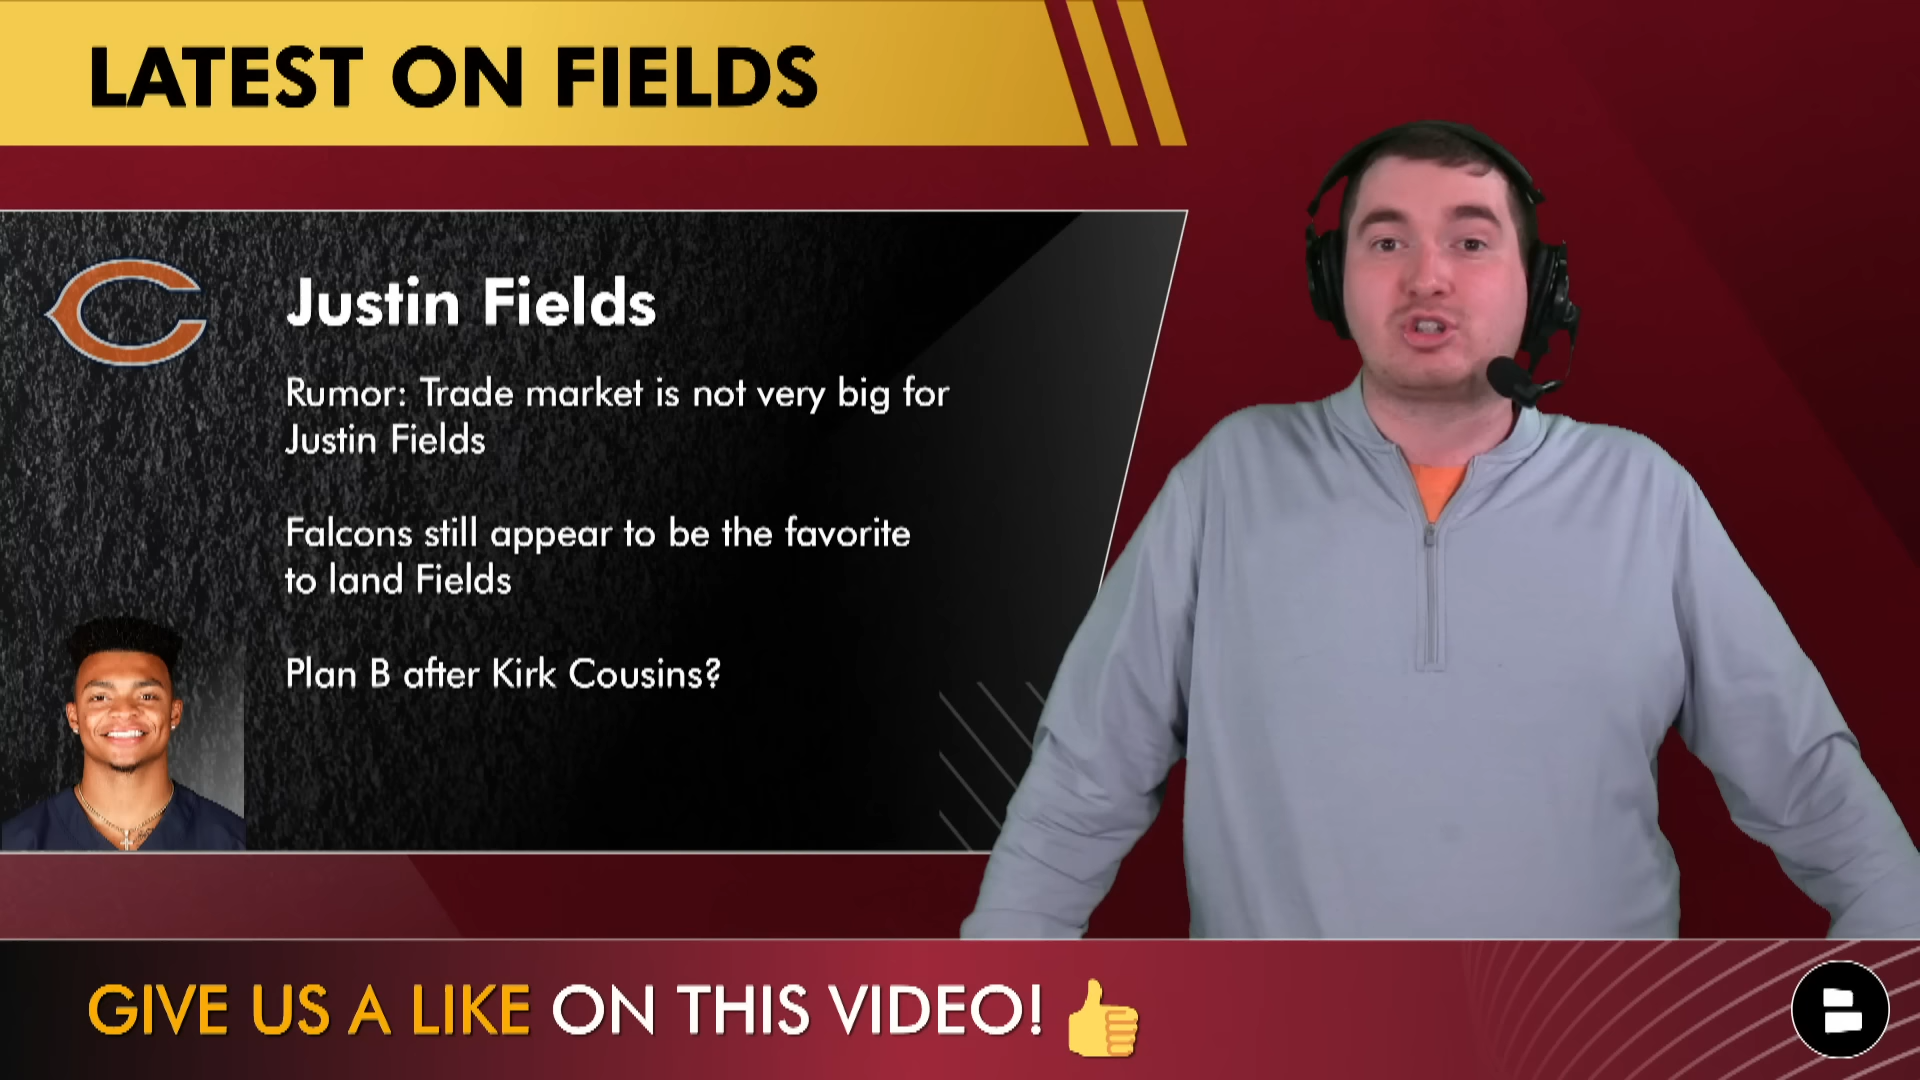 LATEST ON FIELDS
Justin Fields
Rumor: Trade market is not very big for
Justin Fields
Falcons still appear to be the favorite
to land Fields
Plan B after Kirk Cousins?
GIVE US A LIKE ON THIS VIDEO!